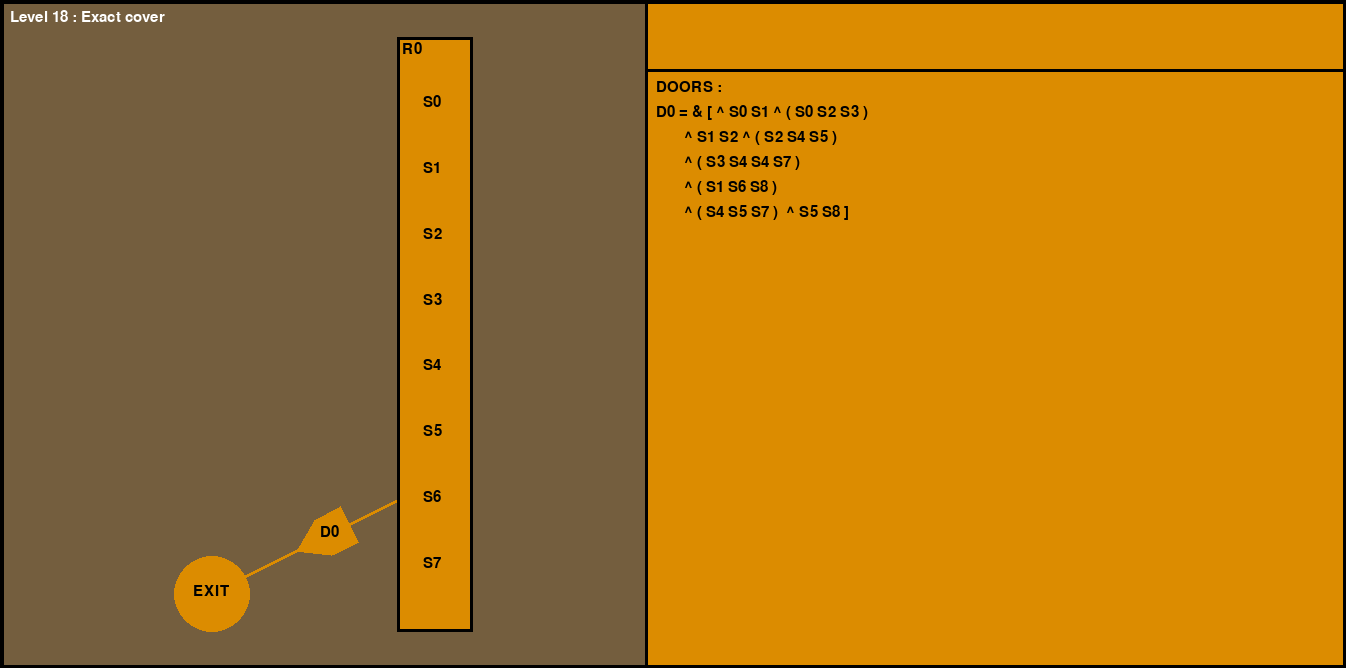 Level 18 : Exact cover
R0
S0
S1
S2
S3
S4
S5
S6
S7
D0
EXIT
DOORS :
D0 = & [ ^ S0 S1 ^ ( S0 S2 S3 )
^ S1 S2 ^ ( S2 S4 S5 )
^ ( S3 S4 S4 S7 )
^ ( S1 S6 S8 )
^ ( S4 S5 S7 ) ^ S5 S8 ]